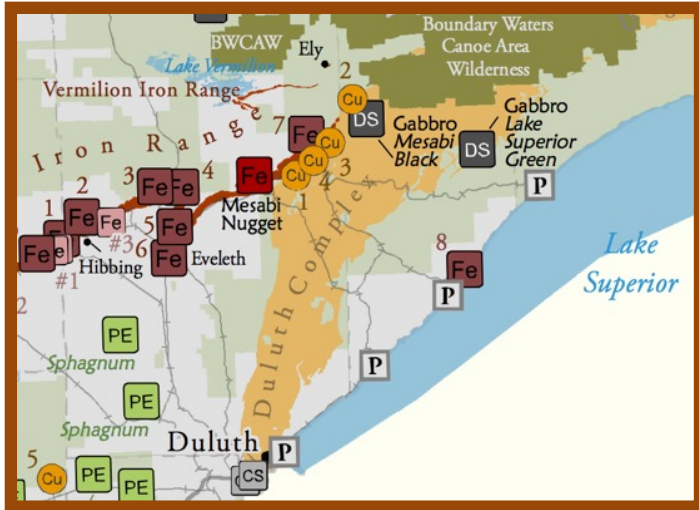 Boundary Waters
Canoe Area
Wilderness
BWCAW
Ely
Lake Vermilion
Vermilion Iron Range
2
Cu
DS
Gabbro
Mesabi
Black
Gabbro
Lake
Superior
Green
DS
Iron Range
7
Fe
Cu
Cu
Cu
3
4
1
3
Fe
Fe
4
Fe
Mesabi
Nugget
P
2
1
Fe
Fe
#3
5
Fe
6
Fe
Eveleth
Fe
e
#1
Hibbing
2
8
Fe
P
Lake
Superior
Duluth Complex
PE
Sphagnum
P
PE
Sphagnum
Duluth
P
5
Cu
PE
PE
CS